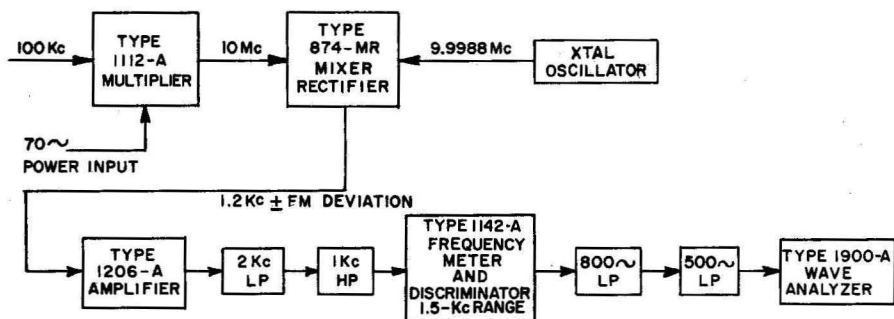 100 Kc
TYPE
1112-A
MULTIPLIER
10 Mc
TYPE
874-MR
MIXER
RECTIFIER
9.9988 Mc
XTAL
OSCILLATOR
70~
POWER INPUT
1.2 Kc ± FM DEVIATION
TYPE
1206-A
AMPLIFIER
2 Kc
LP
1 Kc
HP
TYPE 1142-A
FREQUENCY
METER
AND
DISCRIMINATOR
1.5-Kc RANGE
800~
LP
500~
LP
TYPE 1900-A
WAVE
ANALYZER